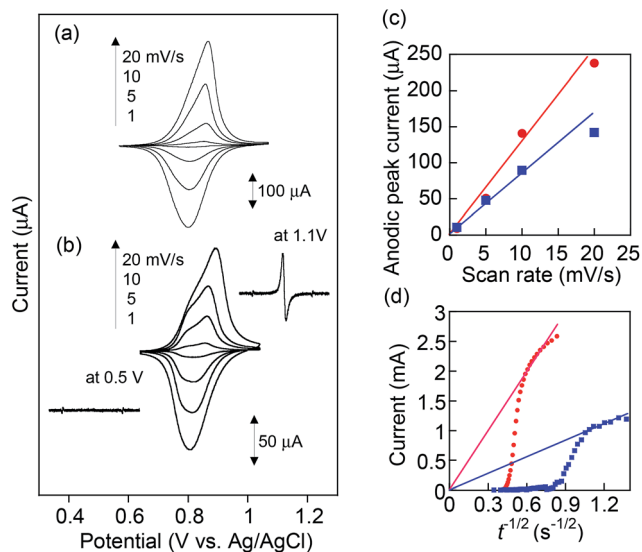 (a)
20 mV/s
10
5
1
100 µA
(b)
20 mV/s
10
5
1
at 1.1V
at 0.5 V
50 µA
Current (µA)
0.4 0.6 0.8 1.0 1.2
Potential (V vs. Ag/AgCl)
(c)
Anodic peak current (µA)
250
200
150
100
50
0
0 5 10 15 20 25
Scan rate (mV/s)
(d)
Current (mA)
3
2.5
2
1.5
1
0.5
0
0 0.3 0.6 0.9 1.2
t-1/2 (s-1/2)